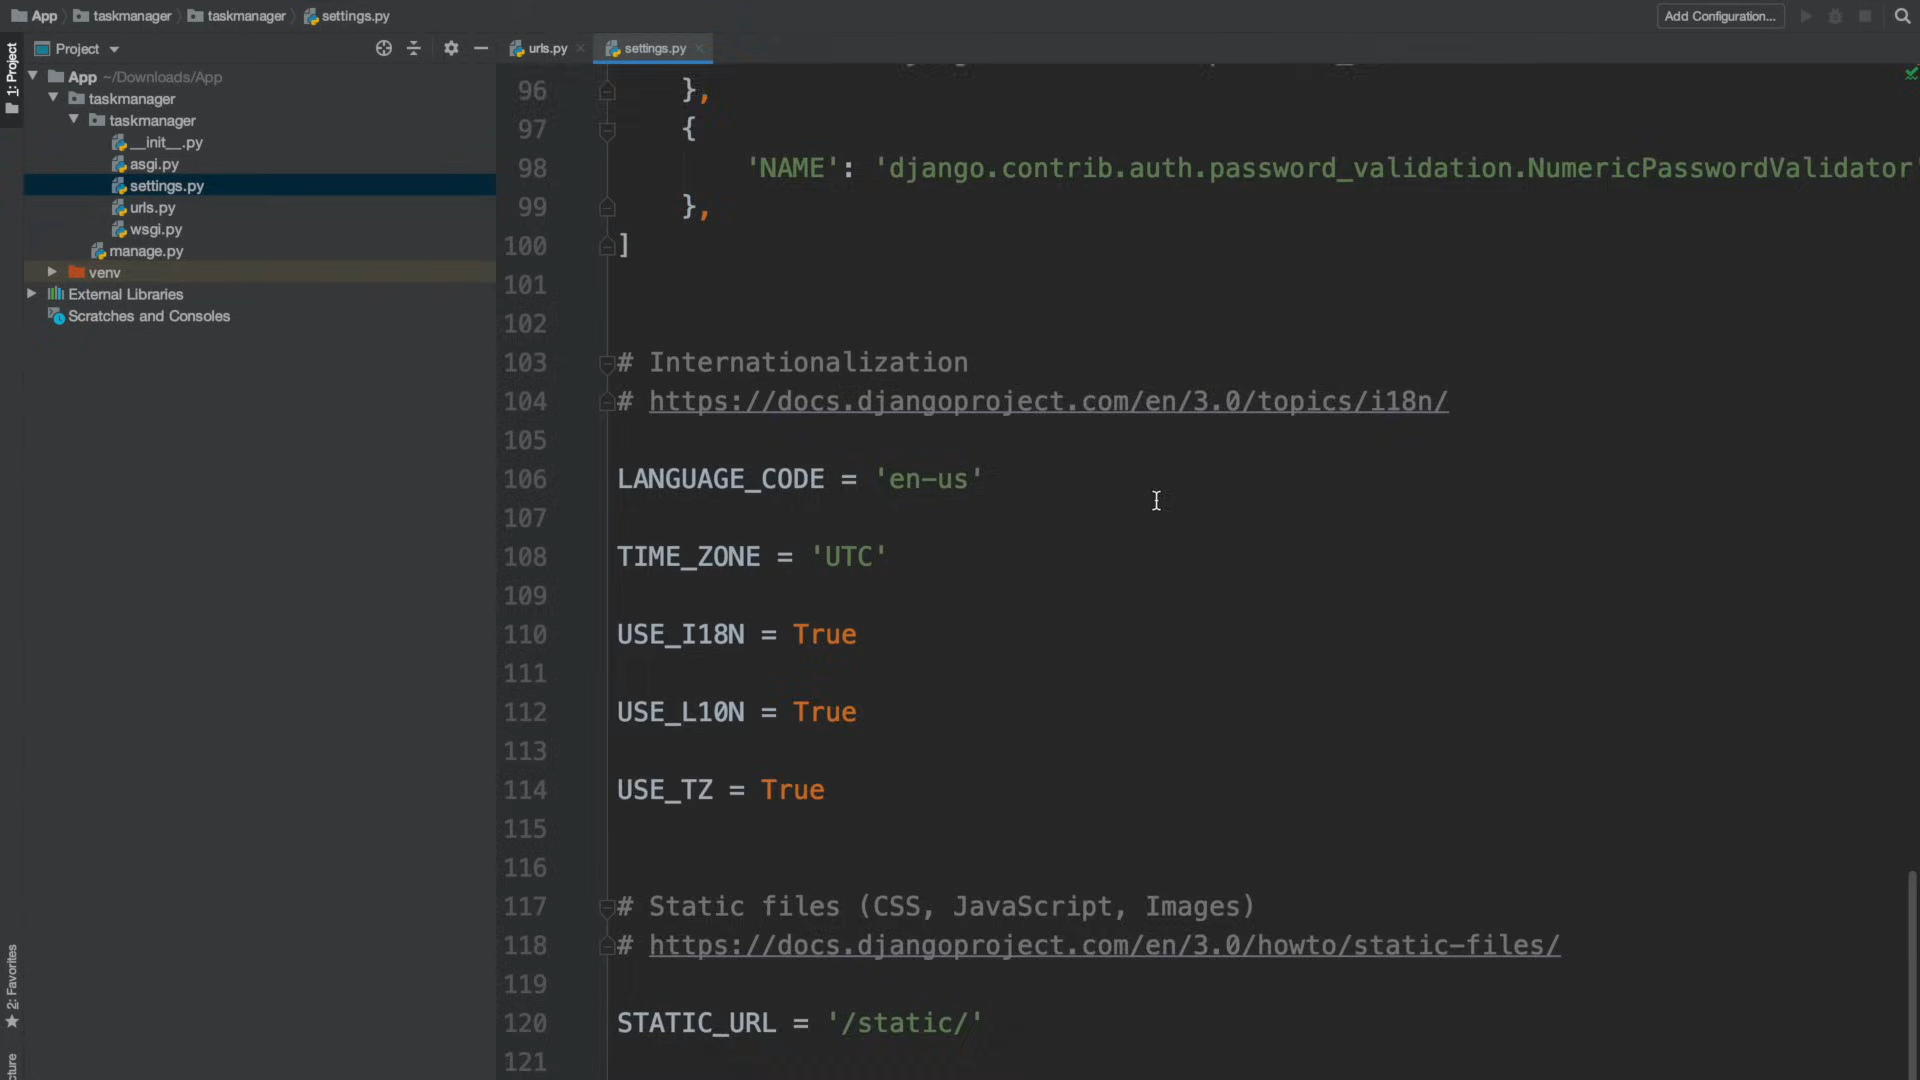 App taskmanager taskmanager settings.py
Add Configuration...
1: Project
Project
urls.py settings.py
App ~/Downloads/App
taskmanager
taskmanager
__init__.py
asgi.py
settings.py
urls.py
wsgi.py
manage.py
venv
External Libraries
Scratches and Consoles
2: Favorites
96 },
97 {
98 'NAME': 'django.contrib.auth.password_validation.NumericPasswordValidator'
99 },
100 ]
101
102
103 # Internationalization
104 # https://docs.djangoproject.com/en/3.0/topics/i18n/
105
106 LANGUAGE_CODE = 'en-us'
107
108 TIME_ZONE = 'UTC'
109
110 USE_I18N = True
111
112 USE_L10N = True
113
114 USE_TZ = True
115
116
117 # Static files (CSS, JavaScript, Images)
118 # https://docs.djangoproject.com/en/3.0/howto/static-files/
119
120 STATIC_URL = '/static/'
121